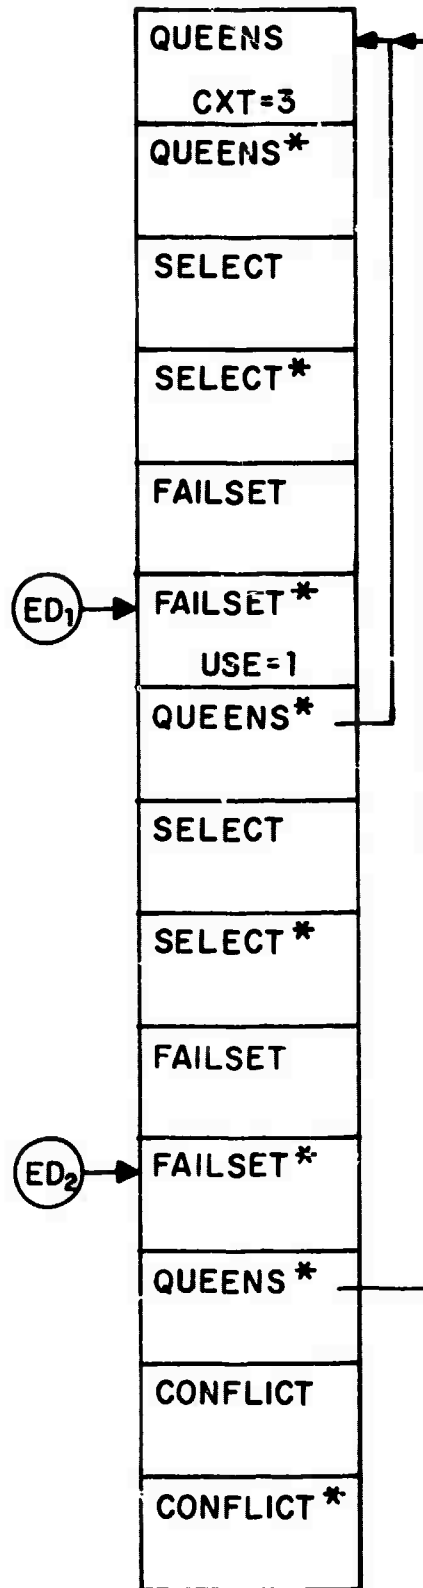 QUEENS
CXT=3
QUEENS*
SELECT
SELECT*
FAILSET
ED₁
FAILSET*
USE=1
QUEENS*
SELECT
SELECT*
FAILSET
ED₂
FAILSET*
QUEENS*
CONFLICT
CONFLICT*